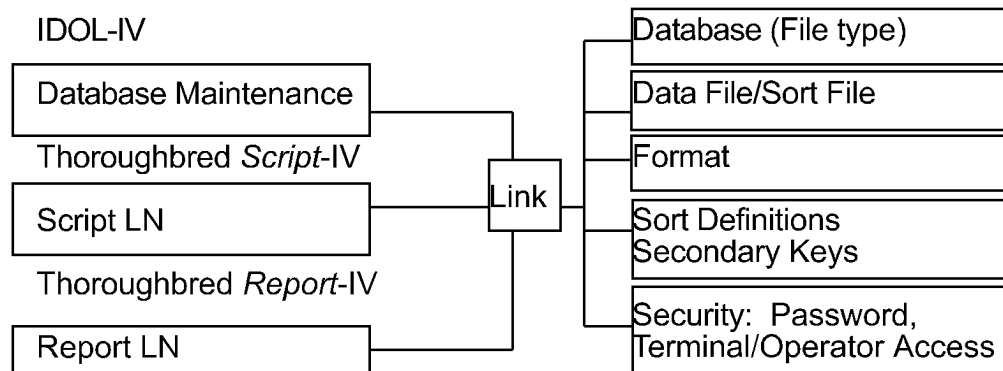 IDOL-IV
Database Maintenance
Thoroughbred Script-IV
Script LN
Thoroughbred Report-IV
Report LN
Link
Database (File type)
Data File/Sort File
Format
Sort Definitions
Secondary Keys
Security:  Password,
Terminal/Operator Access